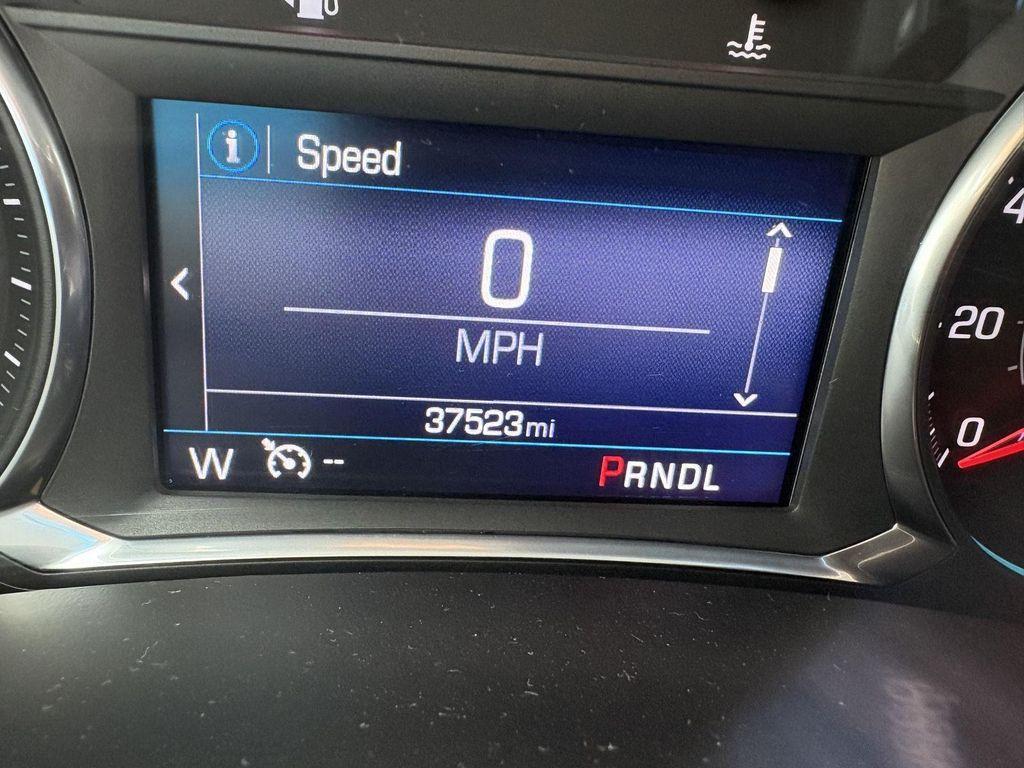 Speed
0
MPH
37523mi
W --
PRNDL
20
0